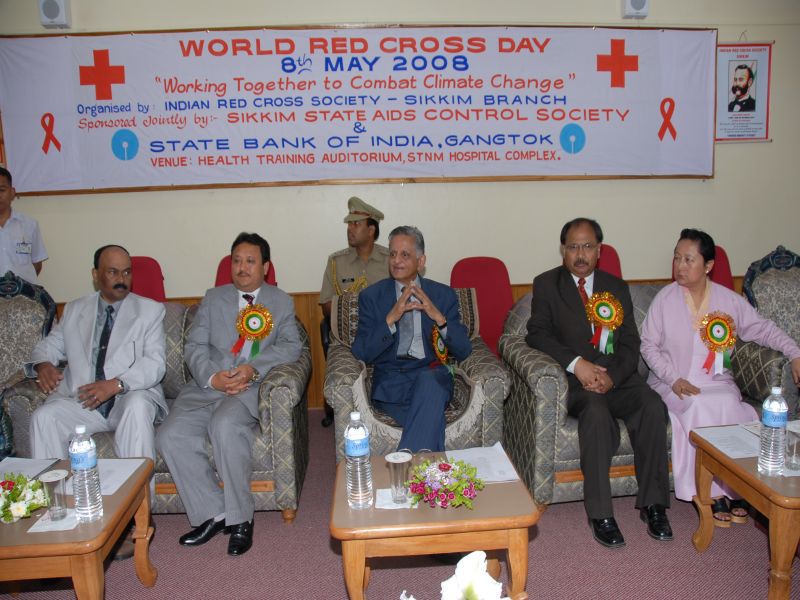 WORLD RED CROSS DAY
8th MAY 2008
"Working Together to Combat Climate Change"
Organised by: INDIAN RED CROSS SOCIETY – SIKKIM BRANCH
Sponsored Jointly by:- SIKKIM STATE AIDS CONTROL SOCIETY
&
STATE BANK OF INDIA, GANGTOK
VENUE: HEALTH TRAINING AUDITORIUM, STNM HOSPITAL COMPLEX.
INDIAN RED CROSS SOCIETY